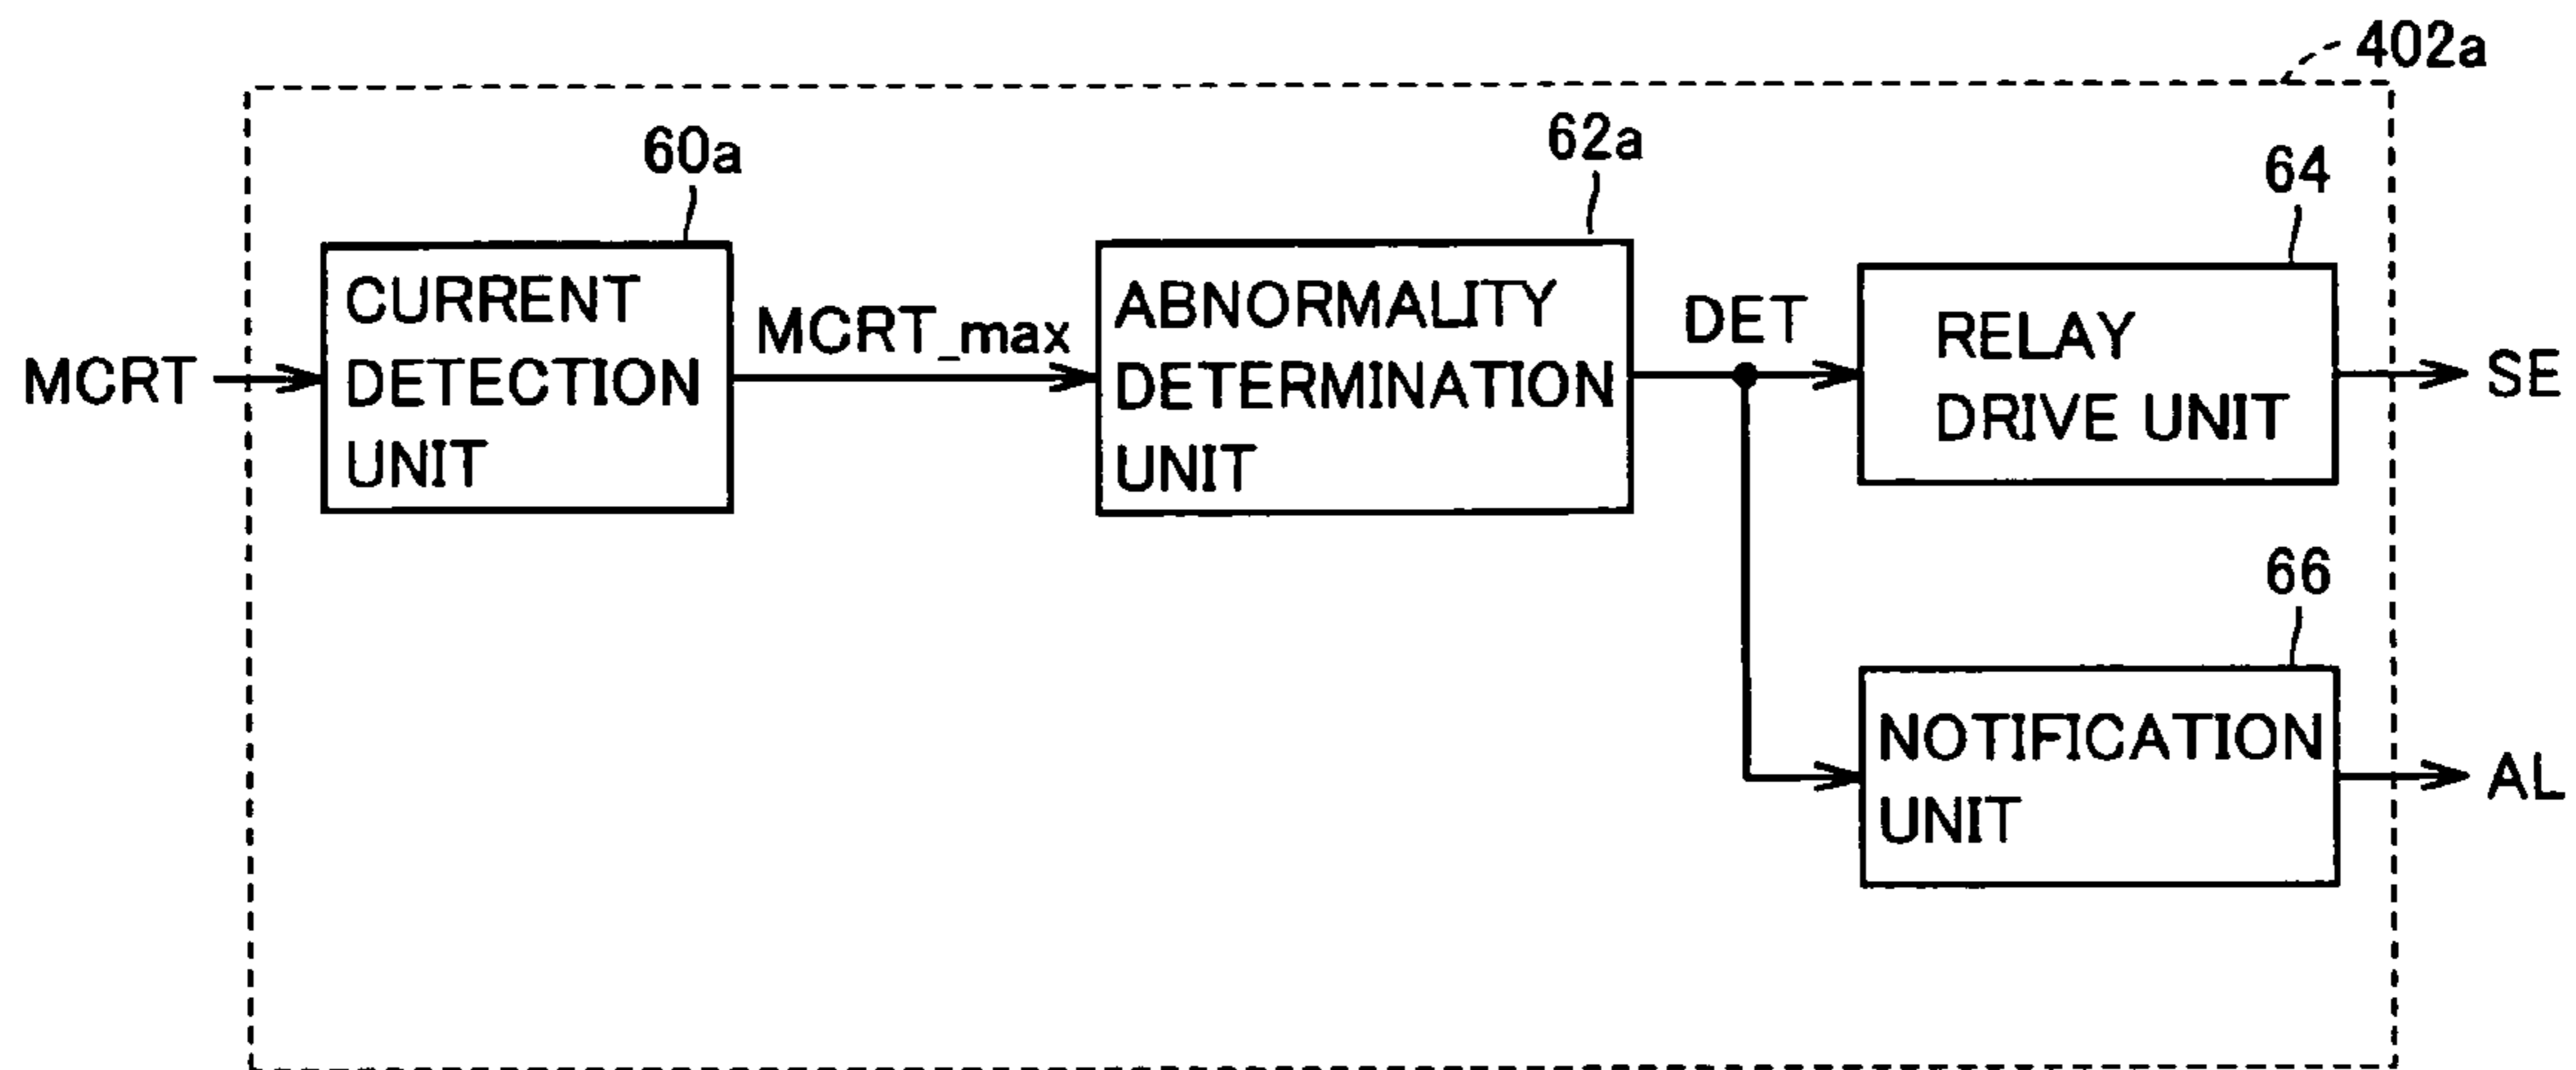 402a
60a
62a
64
CURRENT
DETECTION
UNIT
MCRT
MCRT_max
ABNORMALITY
DETERMINATION
UNIT
DET
RELAY
DRIVE UNIT
SE
66
NOTIFICATION
UNIT
AL